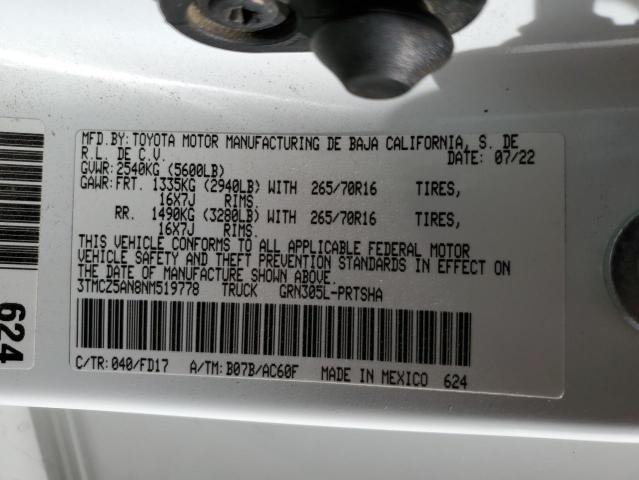 MFD.BY: TOYOTA MOTOR MANUFACTURING DE BAJA CALIFORNIA, S. DE
R.L. DE C.V. DATE: 07/22
GVWR: 2540KG (5600LB)
GAWR: FRT. 1335KG (2940LB) WITH 265/70R16 TIRES,
16X7J RIMS.
RR. 1490KG (3280LB) WITH 265/70R16 TIRES,
16X7J RIMS.
THIS VEHICLE CONFORMS TO ALL APPLICABLE FEDERAL MOTOR
VEHICLE SAFETY AND THEFT PREVENTION STANDARDS IN EFFECT ON
THE DATE OF MANUFACTURE SHOWN ABOVE.
3TMCZ5AN8NM519778 TRUCK GRN305L-PRTSHA
C/TR: 040/FD17 A/TM: B07B/AC60F MADE IN MEXICO 624
624